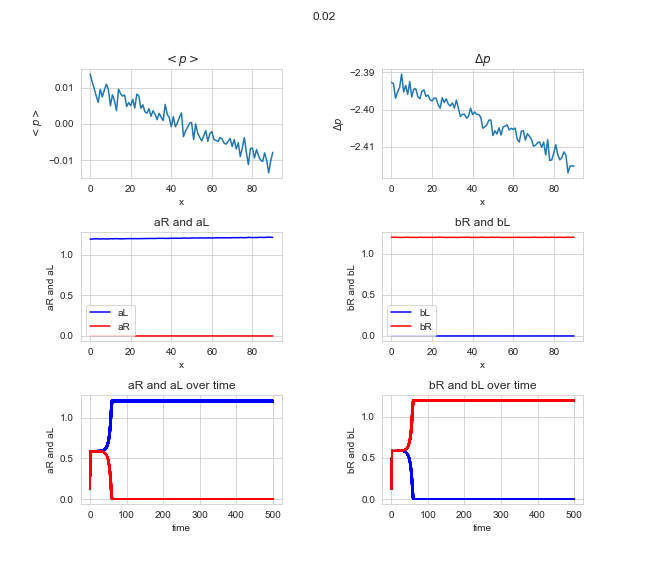 0.02
< p >
Δp
0.01
0.00
−0.01
< p >
0 20 40 60 80
x
−2.39
−2.40
−2.41
Δp
0 20 40 60 80
x
aR and aL
bR and bL
1.0
0.5
0.0
aR and aL
aL
aR
0 20 40 60 80
x
1.0
0.5
0.0
bR and bL
bL
bR
0 20 40 60 80
x
aR and aL over time
bR and bL over time
1.0
0.5
0.0
aR and aL
0 100 200 300 400 500
time
1.0
0.5
0.0
bR and bL
0 100 200 300 400 500
time